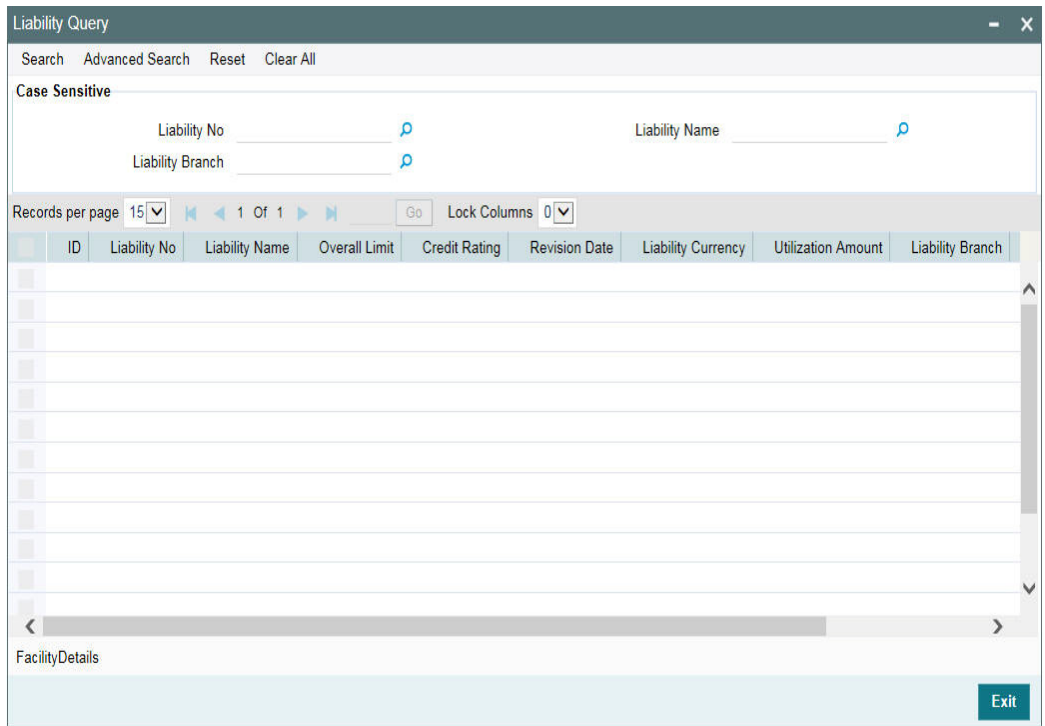 Liability Query
Search Advanced Search Reset Clear All
Case Sensitive
Liability No Liability Name
Liability Branch
Records per page 15 1 Of 1 Go Lock Columns 0
ID Liability No Liability Name Overall Limit Credit Rating Revision Date Liability Currency Utilization Amount Liability Branch
FacilityDetails
Exit